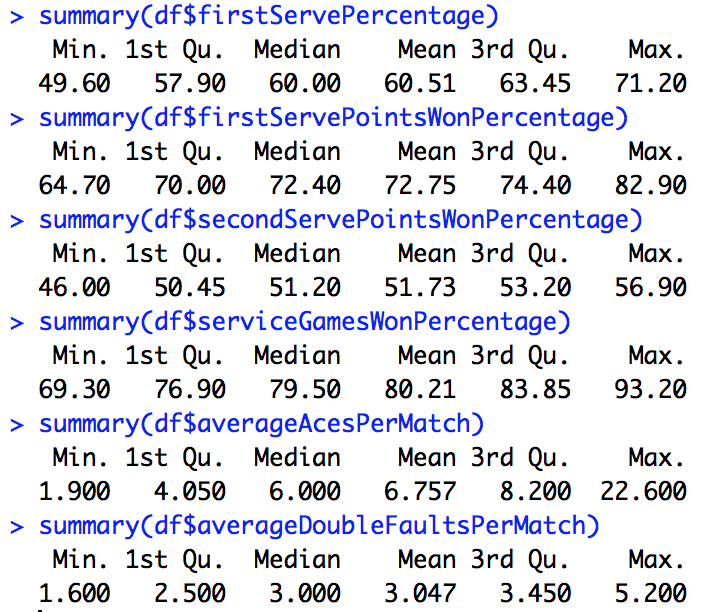 > summary(df$firstServePercentage)
Min. 1st Qu. Median Mean 3rd Qu. Max.
49.60 57.90 60.00 60.51 63.45 71.20
> summary(df$firstServePointsWonPercentage)
Min. 1st Qu. Median Mean 3rd Qu. Max.
64.70 70.00 72.40 72.75 74.40 82.90
> summary(df$secondServePointsWonPercentage)
Min. 1st Qu. Median Mean 3rd Qu. Max.
46.00 50.45 51.20 51.73 53.20 56.90
> summary(df$serviceGamesWonPercentage)
Min. 1st Qu. Median Mean 3rd Qu. Max.
69.30 76.90 79.50 80.21 83.85 93.20
> summary(df$averageAcesPerMatch)
Min. 1st Qu. Median Mean 3rd Qu. Max.
1.900 4.050 6.000 6.757 8.200 22.600
> summary(df$averageDoubleFaultsPerMatch)
Min. 1st Qu. Median Mean 3rd Qu. Max.
1.600 2.500 3.000 3.047 3.450 5.200